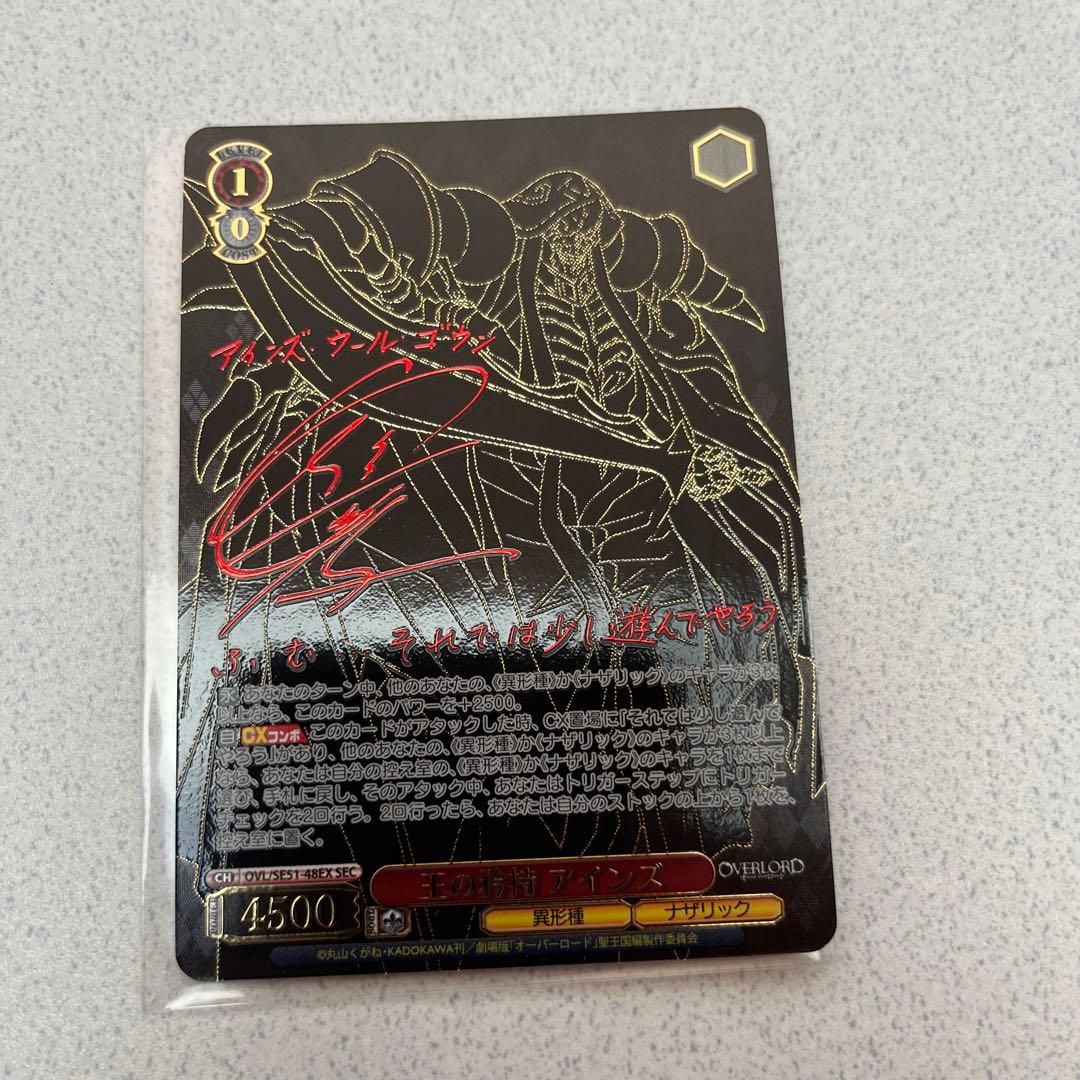 LEVEL
1
0
COST
アインズ・ウール・ゴウン
ふむ…それでは少し遊んでやろう
あなたのターン中、他のあなたの、《異形種》か《ナザリック》のキャラが3枚
以上なら、このカードのパワーを+2500。
自 CXコンボ このカードがアタックした時、CX置場に「それでは少し遊んで
やろう」があり、他のあなたの、《異形種》か《ナザリック》のキャラが3枚以上
なら、あなたは自分の控え室の、《異形種》か《ナザリック》のキャラを1枚まで
選び、手札に戻し、そのアタック中、あなたはトリガーステップにトリガー
チェックを2回行う。2回行ったら、あなたは自分のストックの上から1枚を、
控え室に置く。
CH OVL/SE51-48EX SEC
王の矜持 アインズ
OVERLORD
オーバーロード
4500
異形種
ナザリック
©丸山くがね・KADOKAWA刊／劇場版「オーバーロード」聖王国編製作委員会